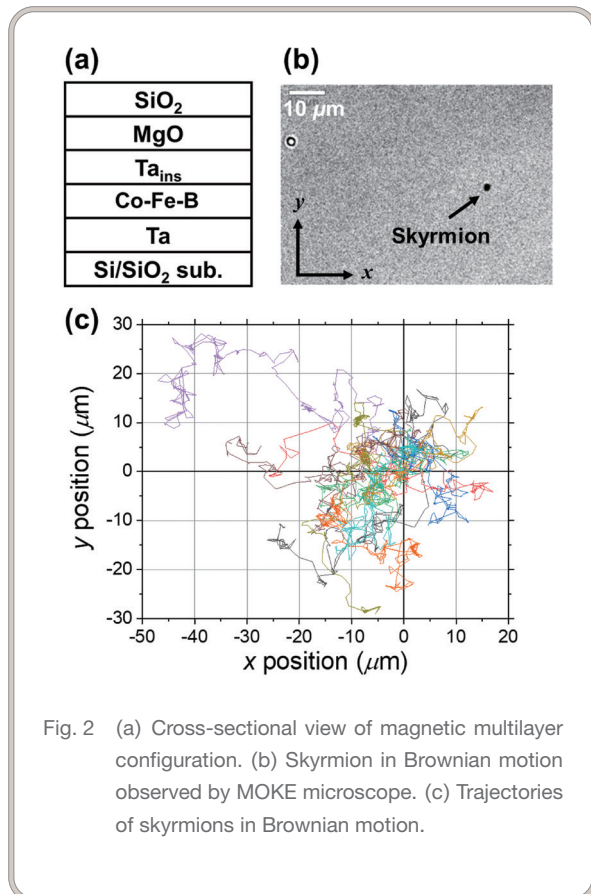 (a)
SiO₂
MgO
Ta_ins
Co-Fe-B
Ta
Si/SiO₂ sub.
(b)
10 µm
Skyrmion
y
x
(c)
y position (µm)
30
20
10
0
-10
-20
-30
-50
-40
-30
-20
-10
0
10
20
x position (µm)
Fig. 2 (a) Cross-sectional view of magnetic multilayer
configuration. (b) Skyrmion in Brownian motion
observed by MOKE microscope. (c) Trajectories
of skyrmions in Brownian motion.